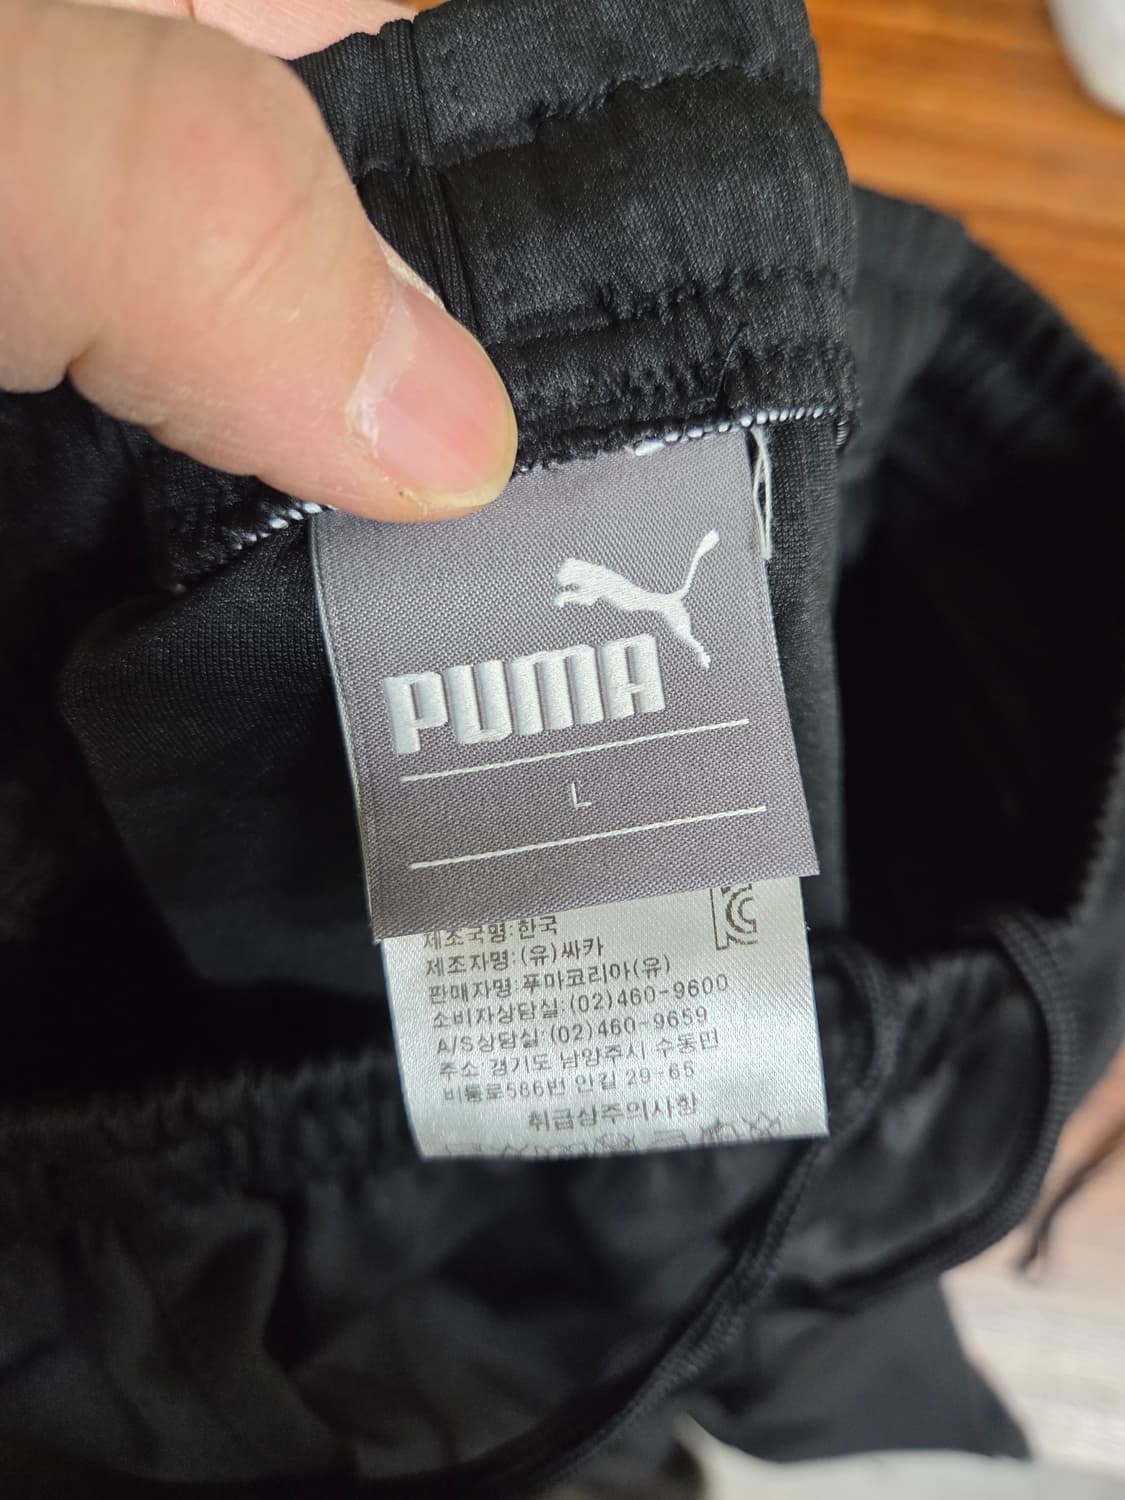 PUMA
L
KC
제조국명:한국
제조자명:(유)싸카
판매자명:푸마코리아(유)
소비자상담실:(02)460-9600
A/S상담실:(02)460-9659
주소 경기도 남양주시 수동면
비룡로586번 안길 29-65
취급상주의사항